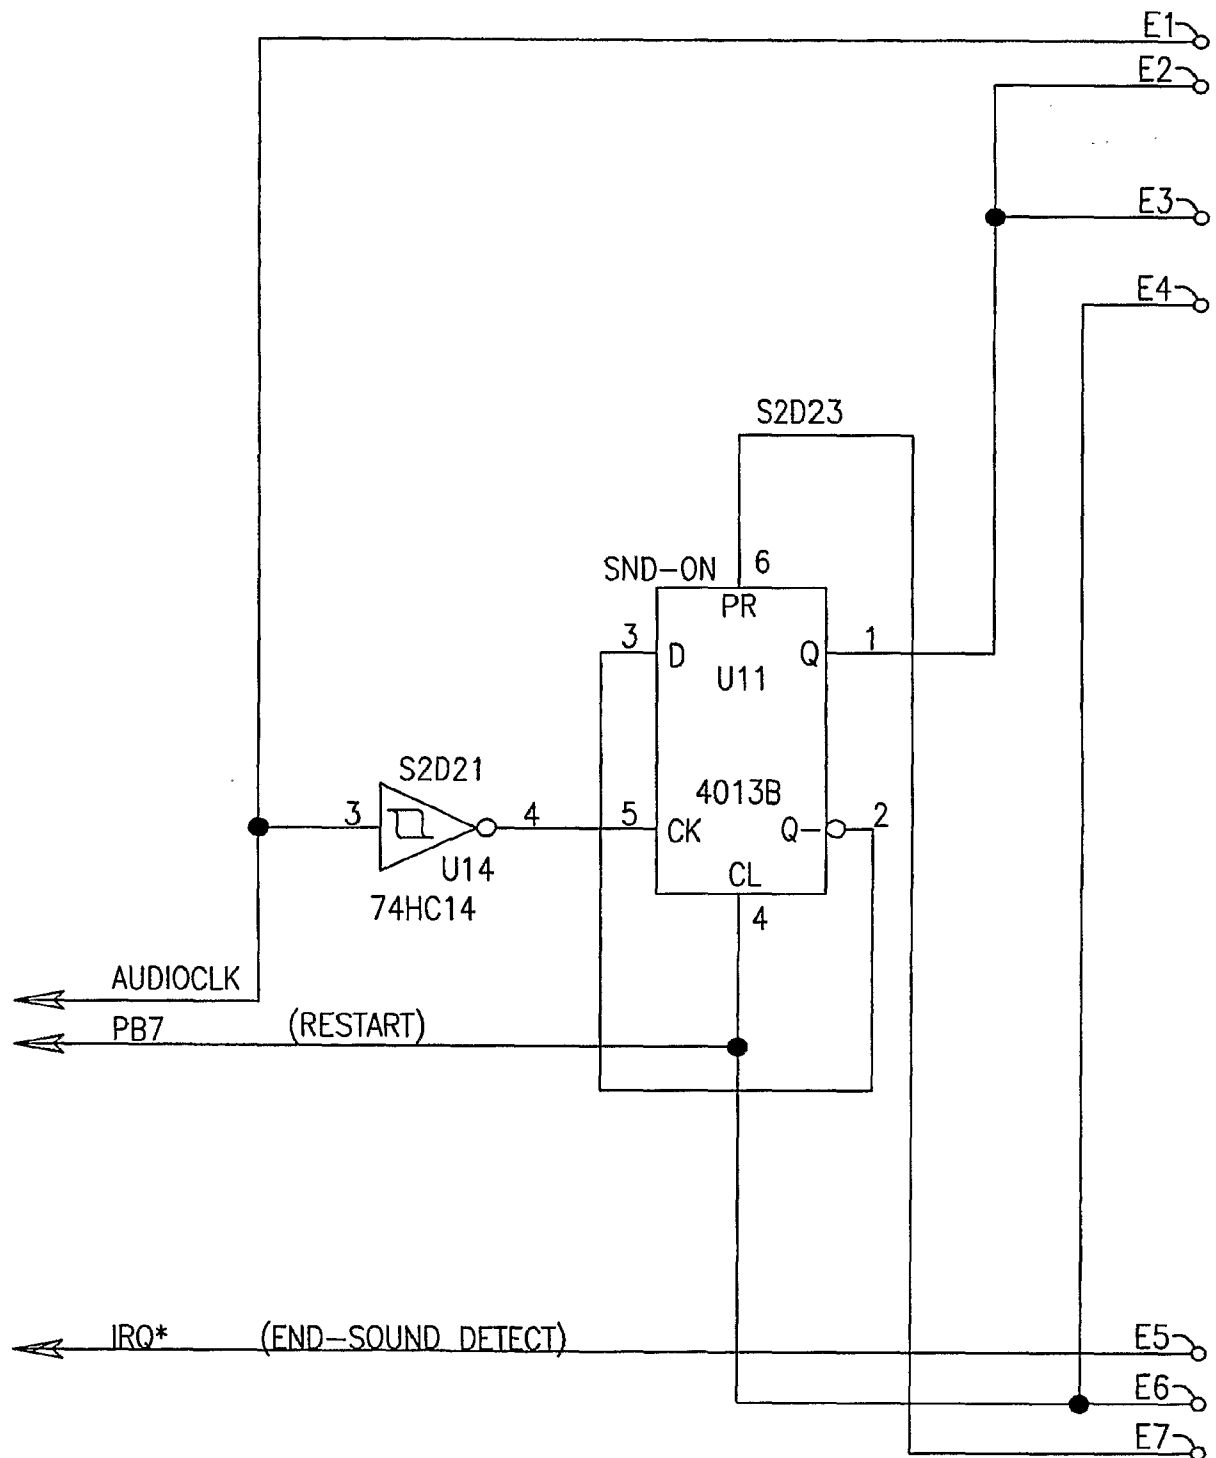 E1
E2
E3
E4
S2D23
SND-ON
6
PR
3
D
Q
1
U11
S2D21
4013B
3
4
5
CK
Q-
2
U14
CL
74HC14
4
AUDIOCLK
PB7 (RESTART)
IRQ* (END-SOUND DETECT)
E5
E6
E7